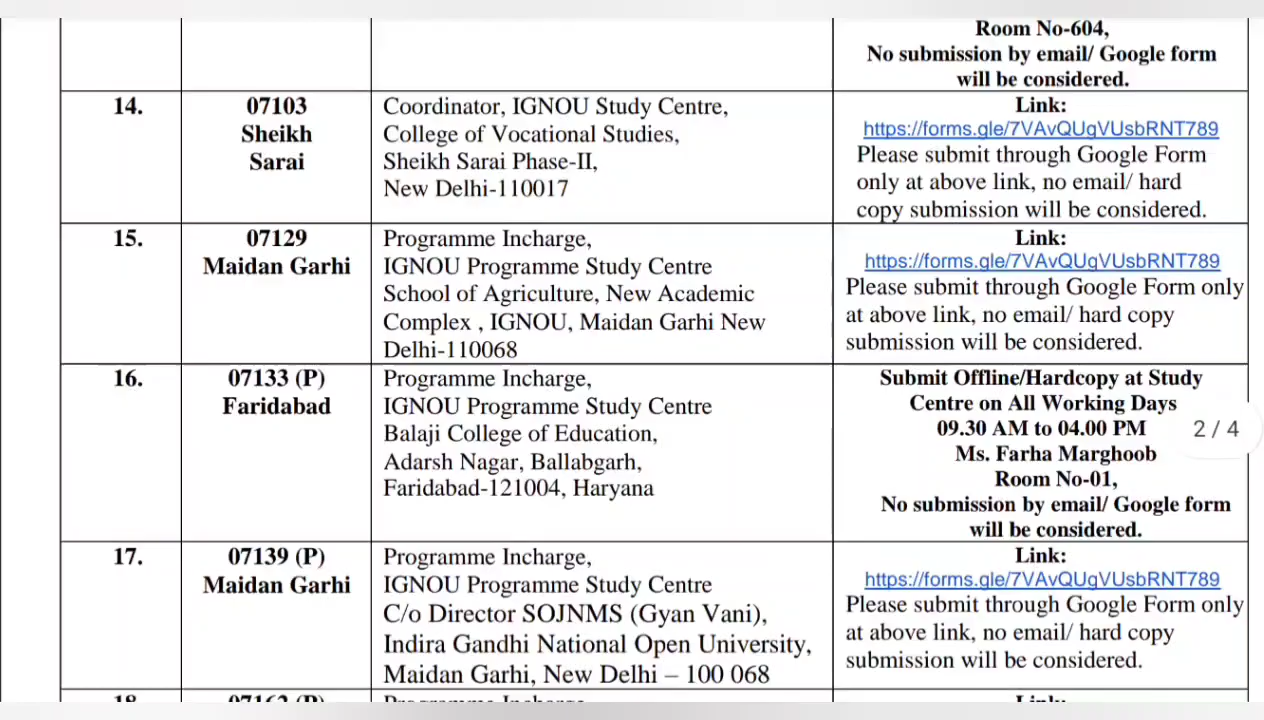 Room No-604,
No submission by email/ Google form
will be considered.
14.
07103
Sheikh
Sarai
Coordinator, IGNOU Study Centre,
College of Vocational Studies,
Sheikh Sarai Phase-II,
New Delhi-110017
Link:
https://forms.gle/7VAvQUgVUsbRNT789
Please submit through Google Form
only at above link, no email/ hard
copy submission will be considered.
15.
07129
Maidan Garhi
Programme Incharge,
IGNOU Programme Study Centre
School of Agriculture, New Academic
Complex , IGNOU, Maidan Garhi New
Delhi-110068
Link:
https://forms.gle/7VAvQUgVUsbRNT789
Please submit through Google Form only
at above link, no email/ hard copy
submission will be considered.
16.
07133 (P)
Faridabad
Programme Incharge,
IGNOU Programme Study Centre
Balaji College of Education,
Adarsh Nagar, Ballabgarh,
Faridabad-121004, Haryana
Submit Offline/Hardcopy at Study
Centre on All Working Days
09.30 AM to 04.00 PM
Ms. Farha Marghoob
Room No-01,
No submission by email/ Google form
will be considered.
2 / 4
17.
07139 (P)
Maidan Garhi
Programme Incharge,
IGNOU Programme Study Centre
C/o Director SOJNMS (Gyan Vani),
Indira Gandhi National Open University,
Maidan Garhi, New Delhi – 100 068
Link:
https://forms.gle/7VAvQUgVUsbRNT789
Please submit through Google Form only
at above link, no email/ hard copy
submission will be considered.